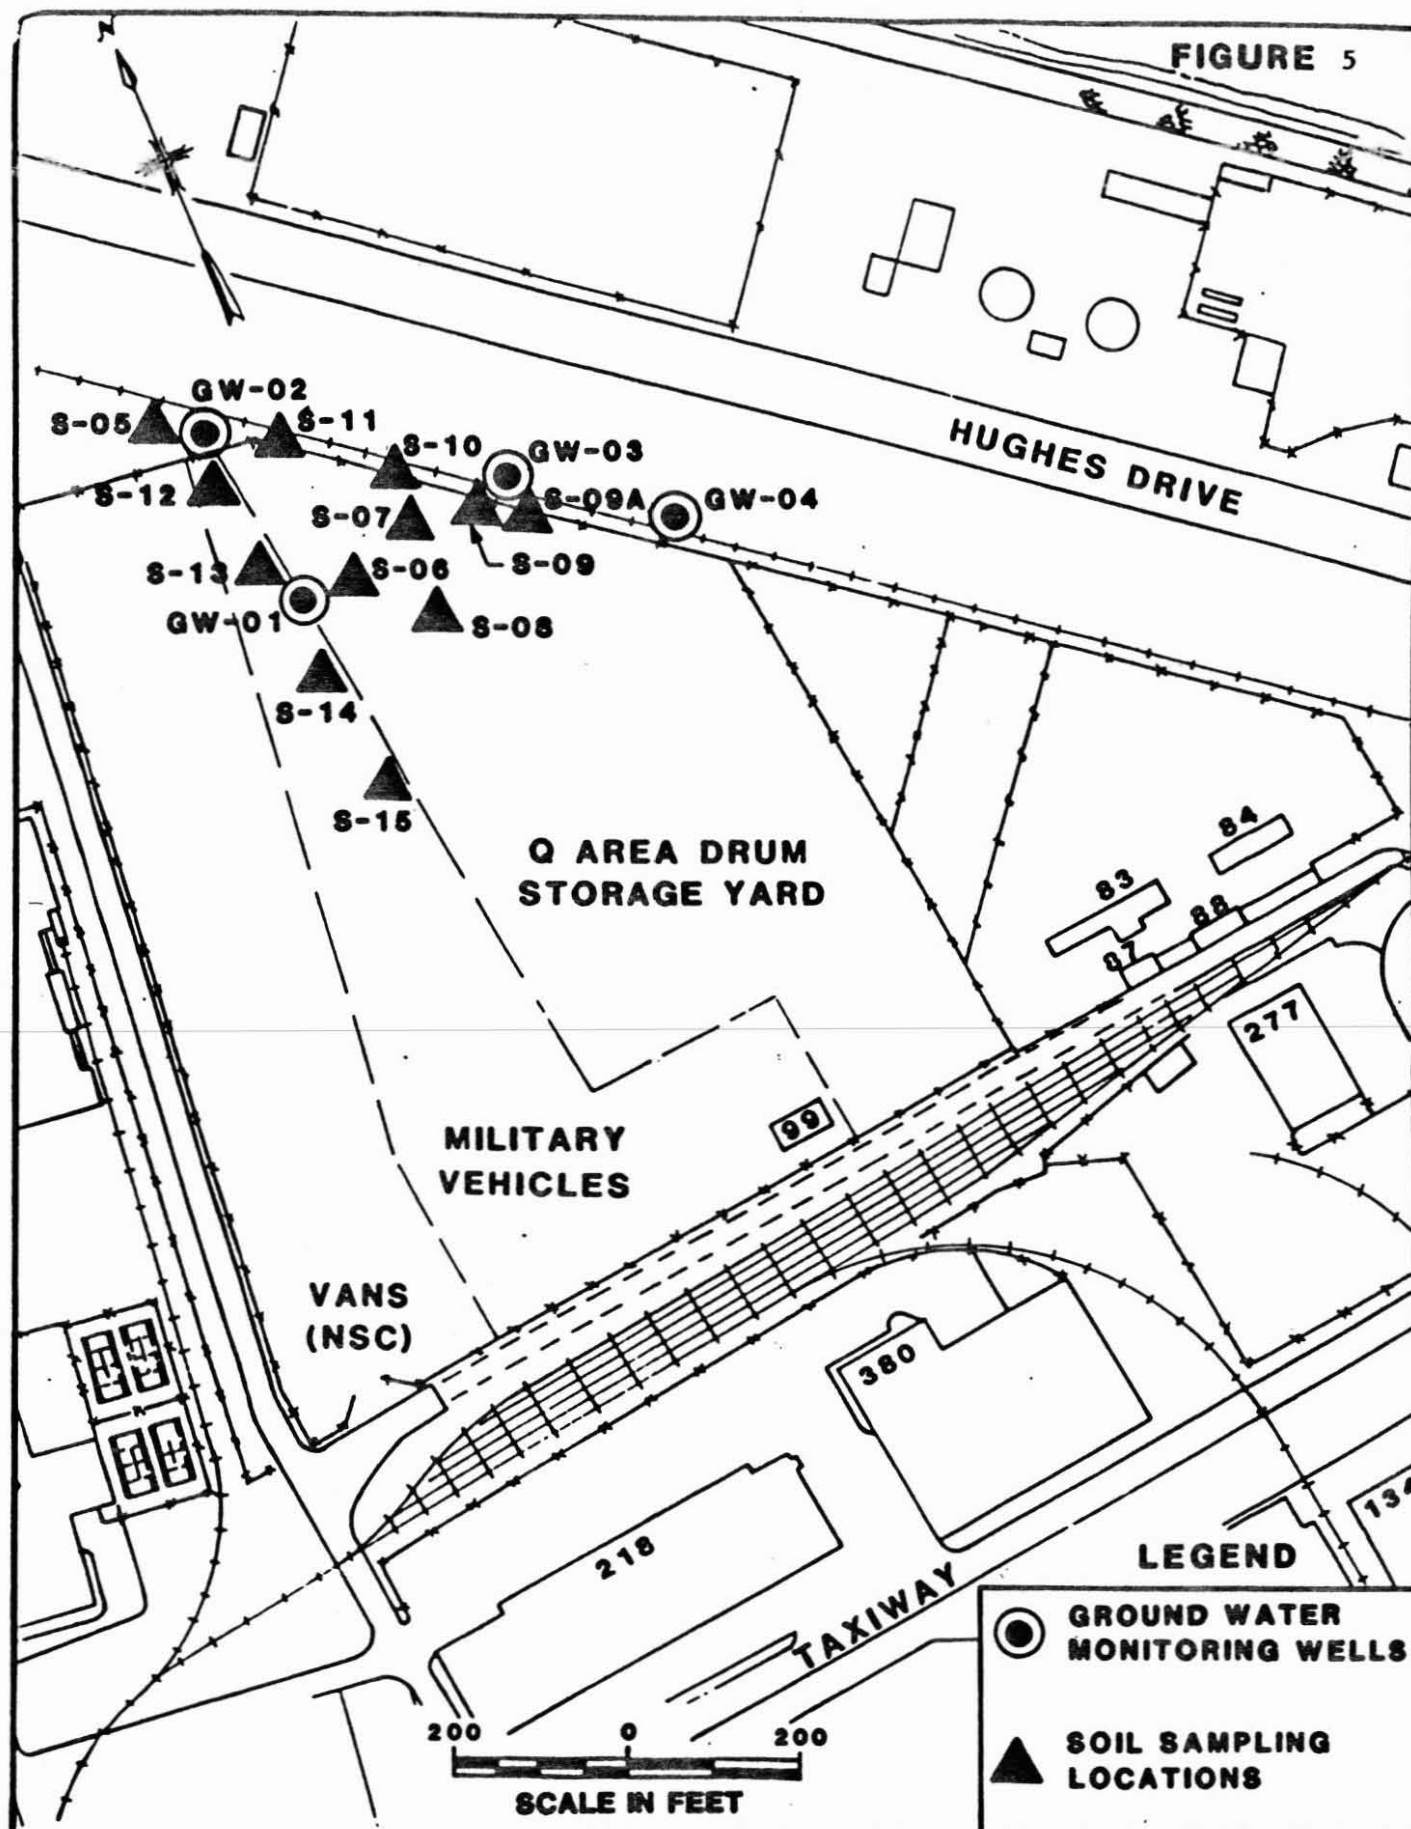 FIGURE 5
N
GW-02
S-05
S-11
S-10
GW-03
S-12
S-07
S-09A
GW-04
S-09
S-13
S-06
GW-01
S-08
S-14
S-15
HUGHES DRIVE
Q AREA DRUM
STORAGE YARD
84
83
88
87
277
99
MILITARY
VEHICLES
VANS
(NSC)
380
218
134
TAXIWAY
LEGEND
GROUND WATER
MONITORING WELLS
SOIL SAMPLING
LOCATIONS
200 0 200
SCALE IN FEET